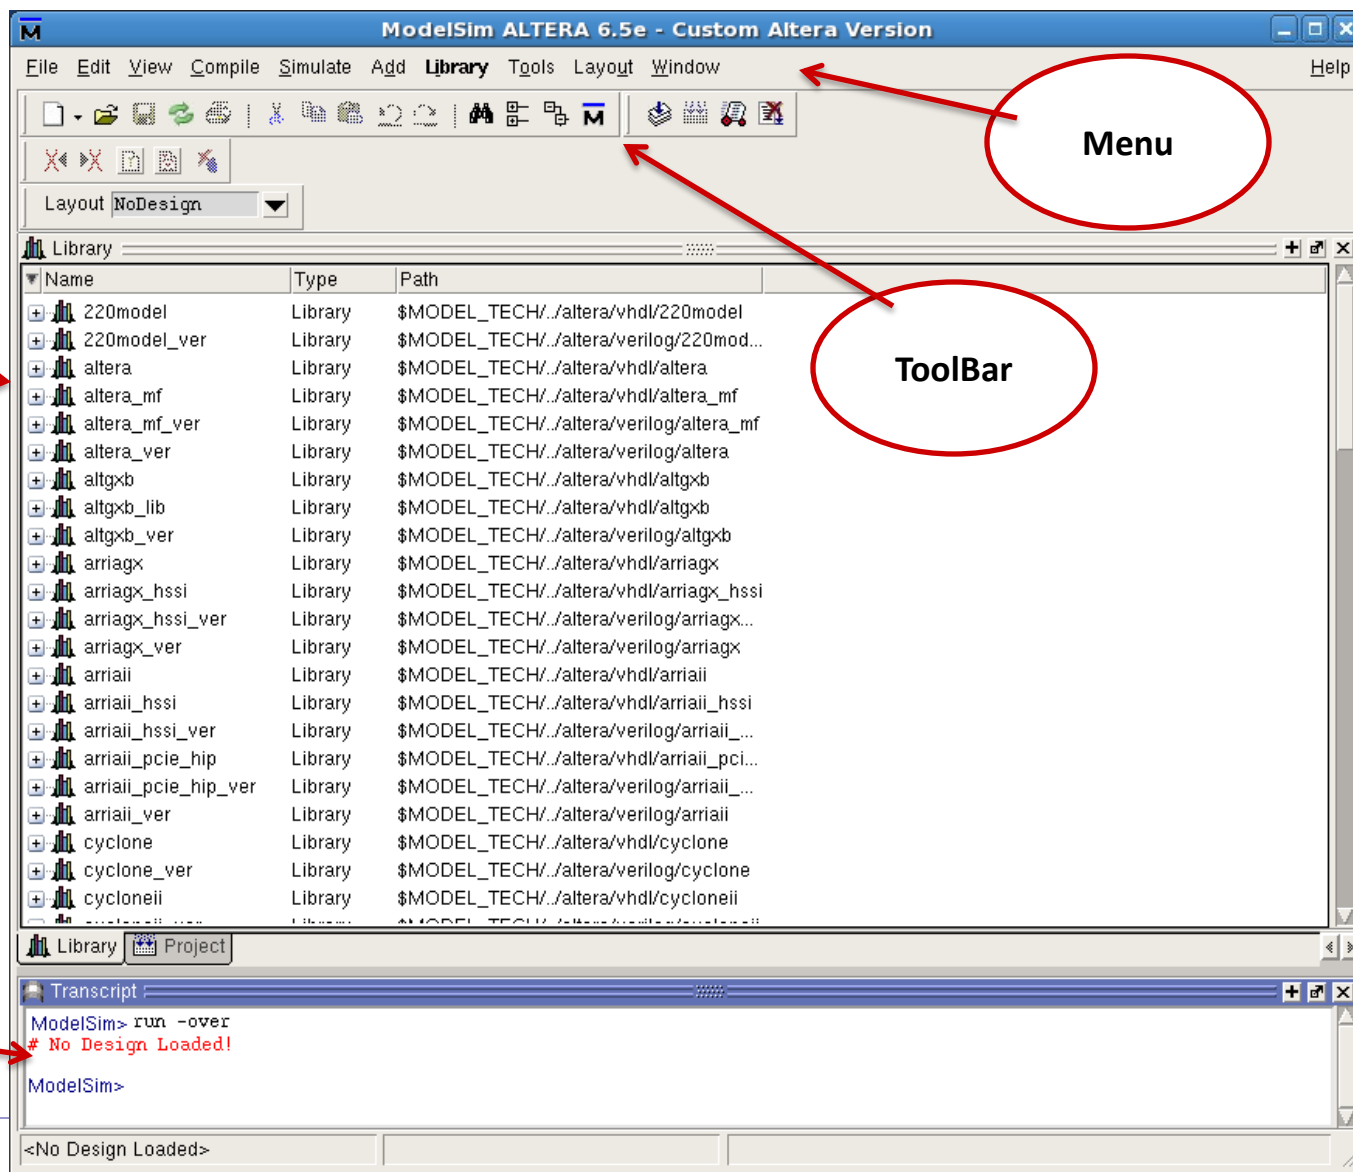 ModelSim ALTERA 6.5e - Custom Altera Version
File Edit View Compile Simulate Add Library Tools Layout Window Help
Menu
Layout NoDesign
Library
Name Type Path
220model Library $MODEL_TECH/../altera/vhdl/220model
220model_ver Library $MODEL_TECH/../altera/verilog/220mod...
altera Library $MODEL_TECH/../altera/vhdl/altera
ToolBar
altera_mf Library $MODEL_TECH/../altera/vhdl/altera_mf
altera_mf_ver Library $MODEL_TECH/../altera/verilog/altera_mf
altera_ver Library $MODEL_TECH/../altera/verilog/altera
altgxb Library $MODEL_TECH/../altera/vhdl/altgxb
altgxb_lib Library $MODEL_TECH/../altera/vhdl/altgxb
altgxb_ver Library $MODEL_TECH/../altera/verilog/altgxb
arriagx Library $MODEL_TECH/../altera/vhdl/arriagx
arriagx_hssi Library $MODEL_TECH/../altera/vhdl/arriagx_hssi
arriagx_hssi_ver Library $MODEL_TECH/../altera/verilog/arriagx...
arriagx_ver Library $MODEL_TECH/../altera/verilog/arriagx
arriaii Library $MODEL_TECH/../altera/vhdl/arriaii
arriaii_hssi Library $MODEL_TECH/../altera/vhdl/arriaii_hssi
arriaii_hssi_ver Library $MODEL_TECH/../altera/verilog/arriaii_...
arriaii_pcie_hip Library $MODEL_TECH/../altera/vhdl/arriaii_pci...
arriaii_pcie_hip_ver Library $MODEL_TECH/../altera/verilog/arriaii_...
arriaii_ver Library $MODEL_TECH/../altera/verilog/arriaii
cyclone Library $MODEL_TECH/../altera/vhdl/cyclone
cyclone_ver Library $MODEL_TECH/../altera/verilog/cyclone
cycloneii Library $MODEL_TECH/../altera/vhdl/cycloneii
Library Project
Transcript
ModelSim> run -over
# No Design Loaded!
ModelSim>
<No Design Loaded>